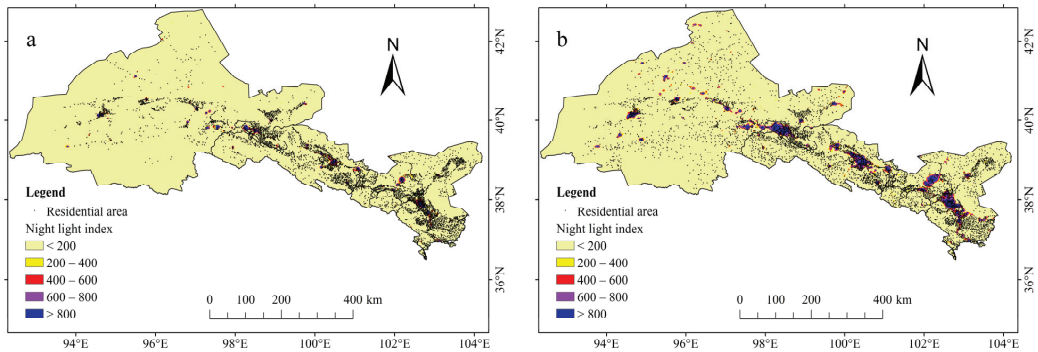 a
N
42°N
40°N
38°N
36°N
Legend
Residential area
Night light index
< 200
200 – 400
400 – 600
600 – 800
> 800
0 100 200 400 km
94°E 96°E 98°E 100°E 102°E 104°E
b
N
42°N
40°N
38°N
36°N
Legend
Residential area
Night light index
< 200
200 – 400
400 – 600
600 – 800
> 800
0 100 200 400 km
94°E 96°E 98°E 100°E 102°E 104°E